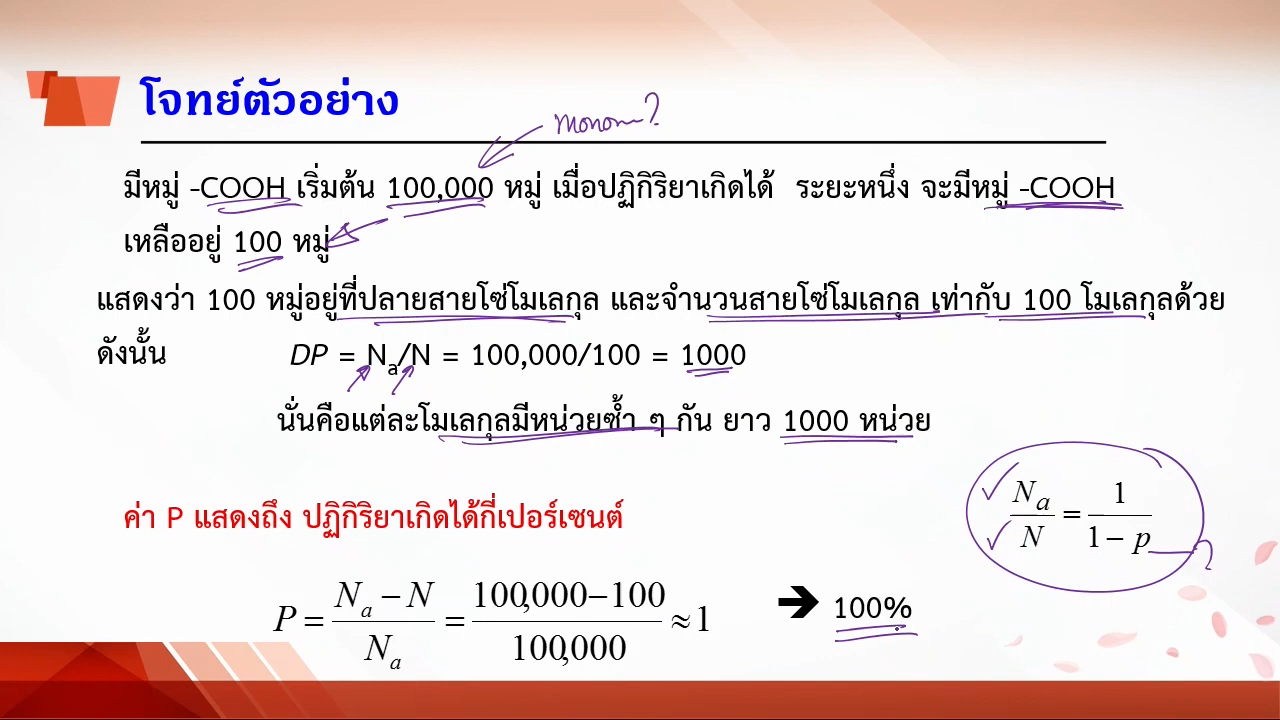 โจทย์ตัวอย่าง
มีหมู่ -COOH เริ่มต้น 100,000 หมู่ เมื่อปฏิกิริยาเกิดได้ ระยะหนึ่ง จะมีหมู่ -COOH
เหลืออยู่ 100 หมู่
แสดงว่า 100 หมู่อยู่ที่ปลายสายโซ่โมเลกุล และจำนวนสายโซ่โมเลกุล เท่ากับ 100 โมเลกุลด้วย
ดังนั้น DP = Na/N = 100,000/100 = 1000
นั่นคือแต่ละโมเลกุลมีหน่วยซ้ำ ๆ กัน ยาว 1000 หน่วย
Na/N = 1/(1 − p) ?
ค่า P แสดงถึง ปฏิกิริยาเกิดได้กี่เปอร์เซนต์
P = (Na − N)/Na = (100,000−100)/100,000 ≈ 1 ➔ 100%